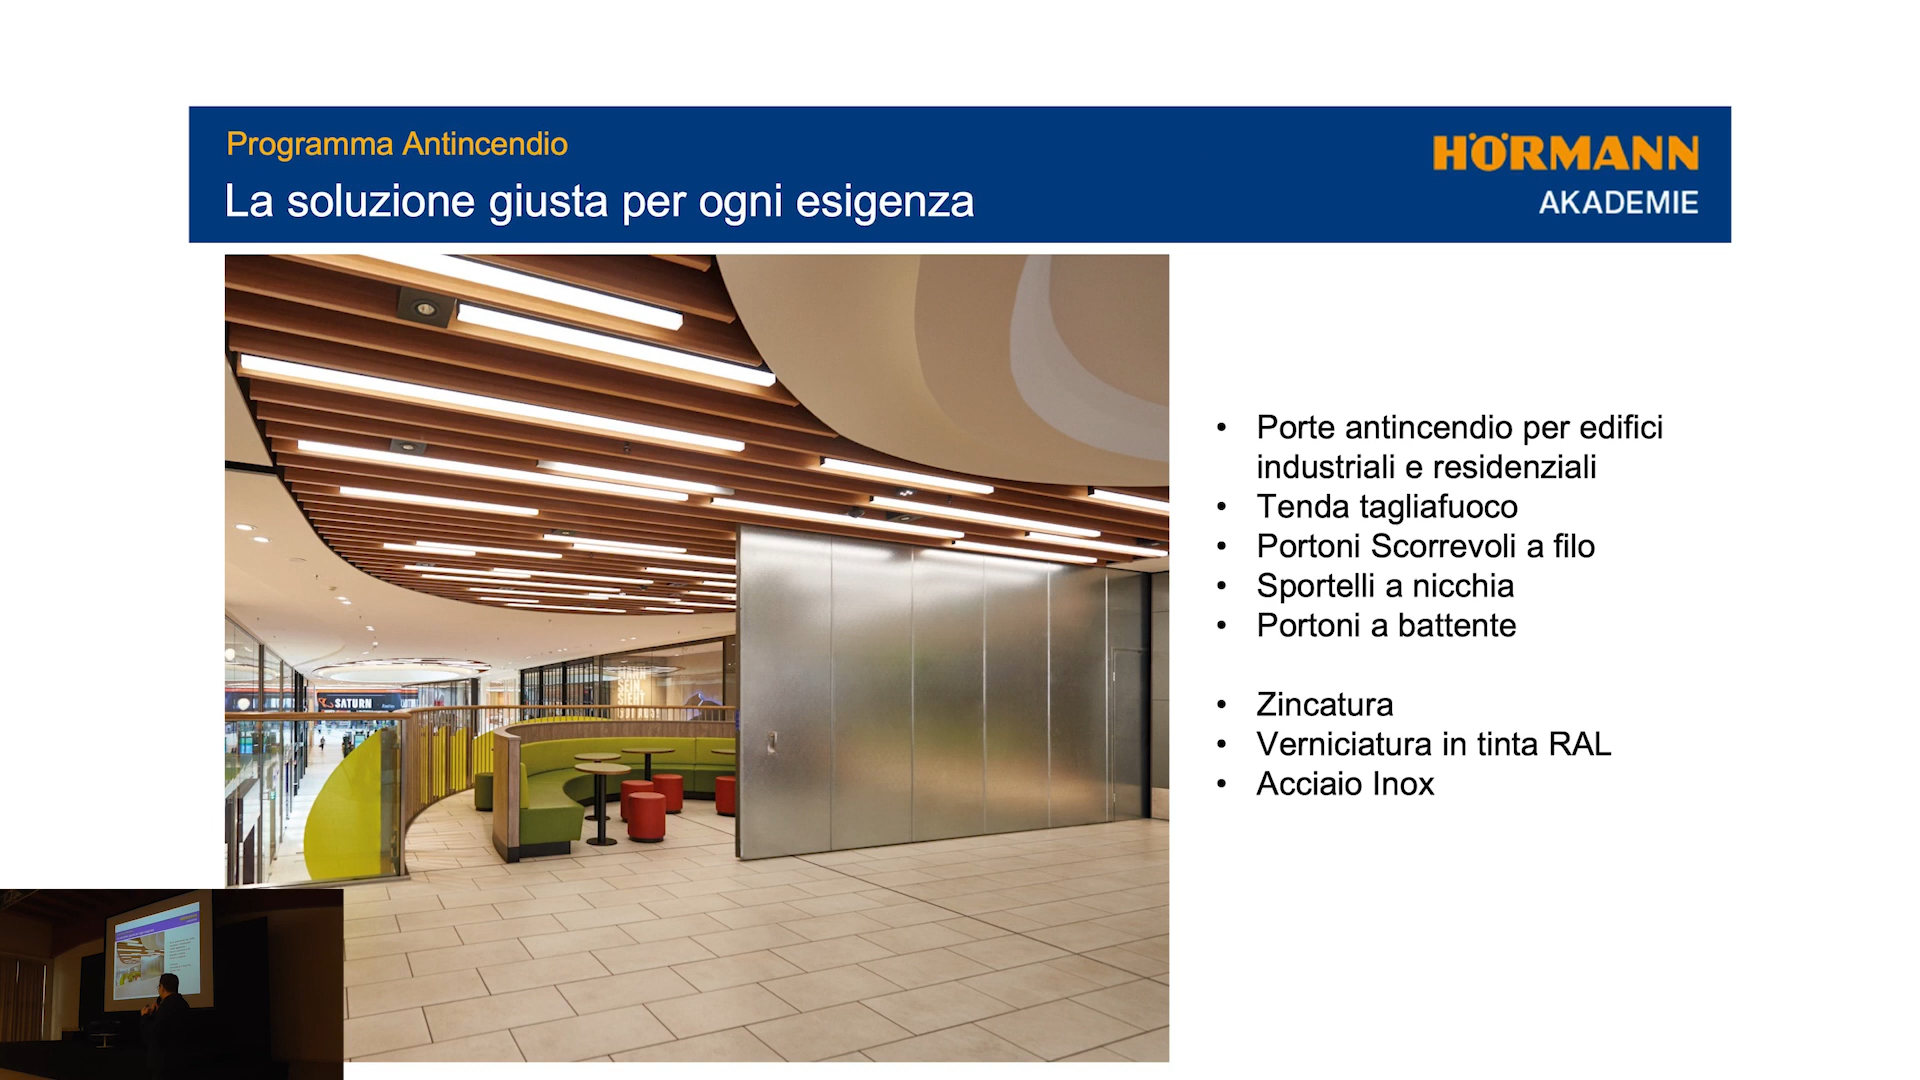 Programma Antincendio
La soluzione giusta per ogni esigenza
HÖRMANN
AKADEMIE
SATURN
• Porte antincendio per edifici
industriali e residenziali
• Tenda tagliafuoco
• Portoni Scorrevoli a filo
• Sportelli a nicchia
• Portoni a battente
• Zincatura
• Verniciatura in tinta RAL
• Acciaio Inox